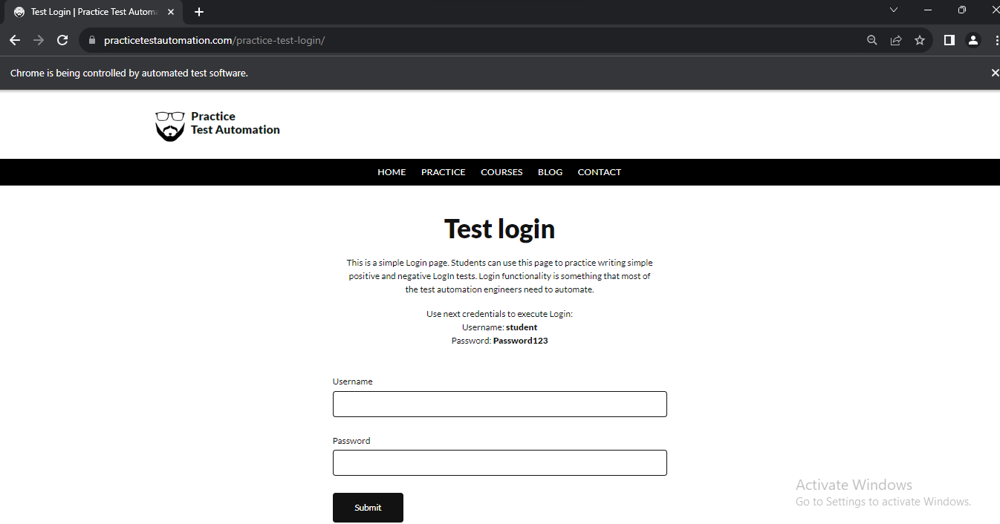 Test Login | Practice Test Automa
practicetestautomation.com/practice-test-login/
Chrome is being controlled by automated test software.
Practice
Test Automation
HOME PRACTICE COURSES BLOG CONTACT
Test login
This is a simple Login page. Students can use this page to practice writing simple
positive and negative LogIn tests. Login functionality is something that most of
the test automation engineers need to automate.
Use next credentials to execute Login:
Username: student
Password: Password123
Username
Password
Submit
Activate Windows
Go to Settings to activate Windows.